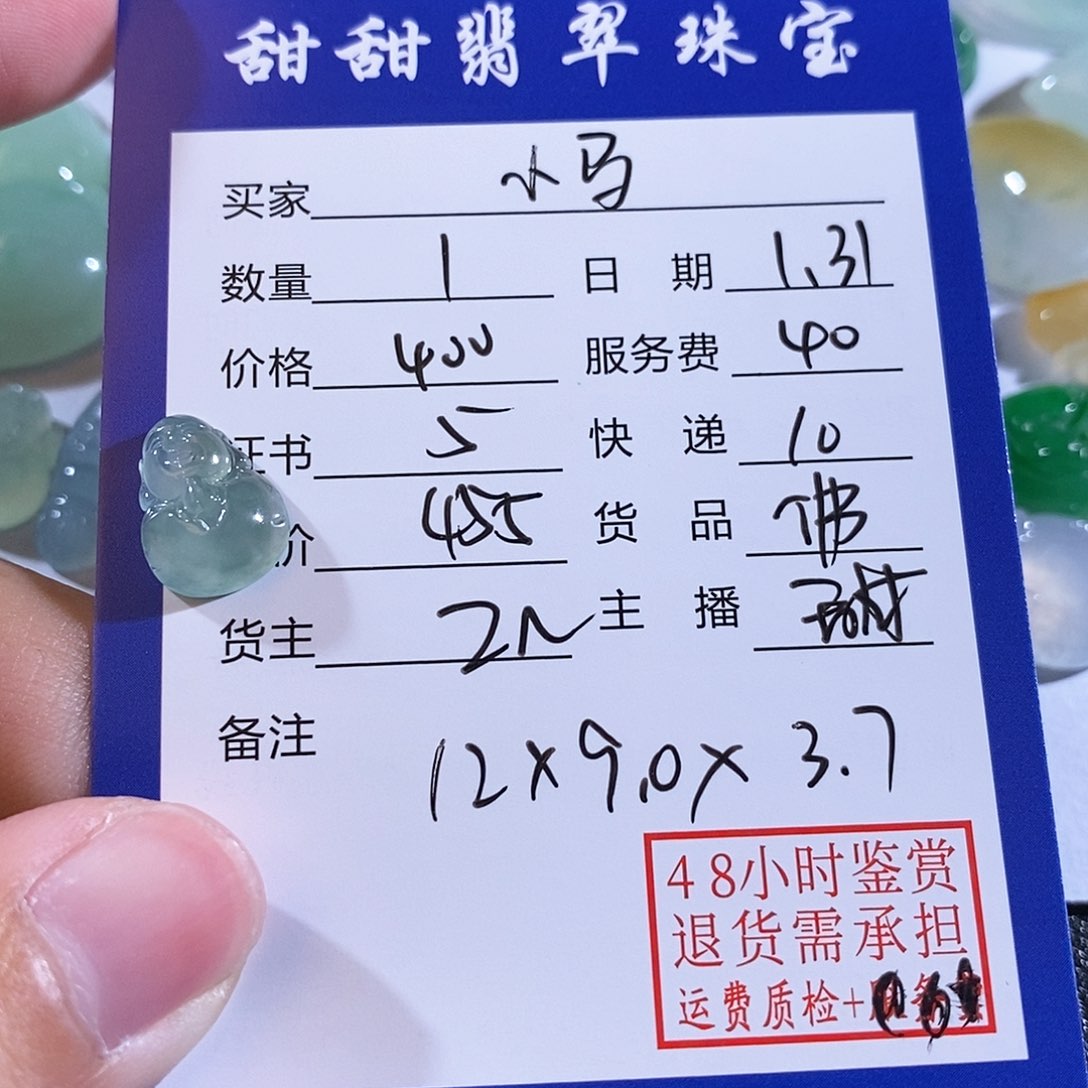 甜甜翡翠珠宝
买家 小马
数量 1 日期 1.31
价格 400 服务费 40
证书 5 快递 10
价 455 货品 佛
货主 ZN 主播
备注 12×9.0×3.7
48小时鉴赏
退货需承担
运费质检+